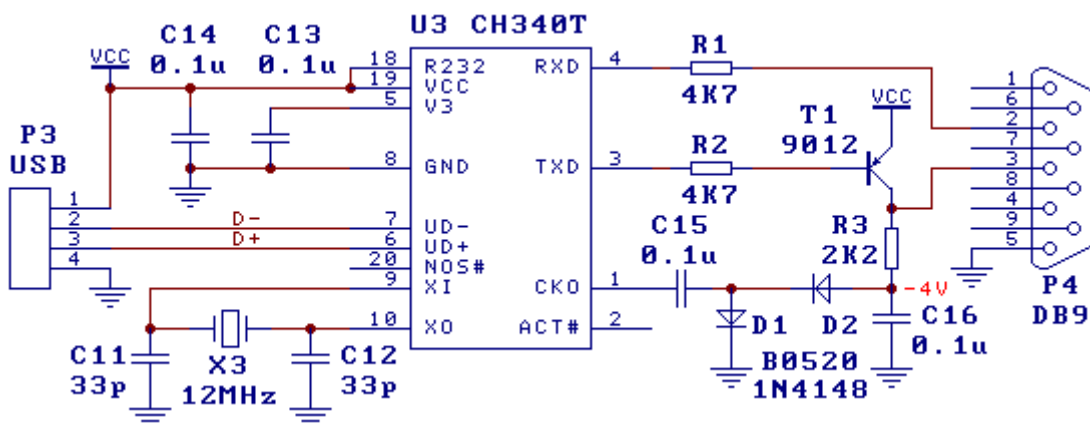 U3 CH340T
C14 C13
0.1u 0.1u
VCC
18 R232
19 VCC
5 V3
8 GND
7 UD-
6 UD+
20 NOS#
9 XI
10 XO
RXD 4
TXD 3
CKO 1
ACT# 2
P3
USB
1
2
3
4
D-
D+
C11
33p
X3
12MHz
C12
33p
R1
4K7
R2
4K7
VCC
T1
9012
C15
0.1u
R3
2K2
-4V
D1
D2
B0520
1N4148
C16
0.1u
1
6
2
7
3
8
4
9
5
P4
DB9